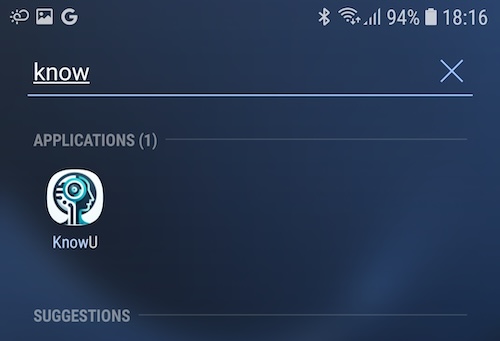 94% 18:16
know
APPLICATIONS (1)
KnowU
SUGGESTIONS